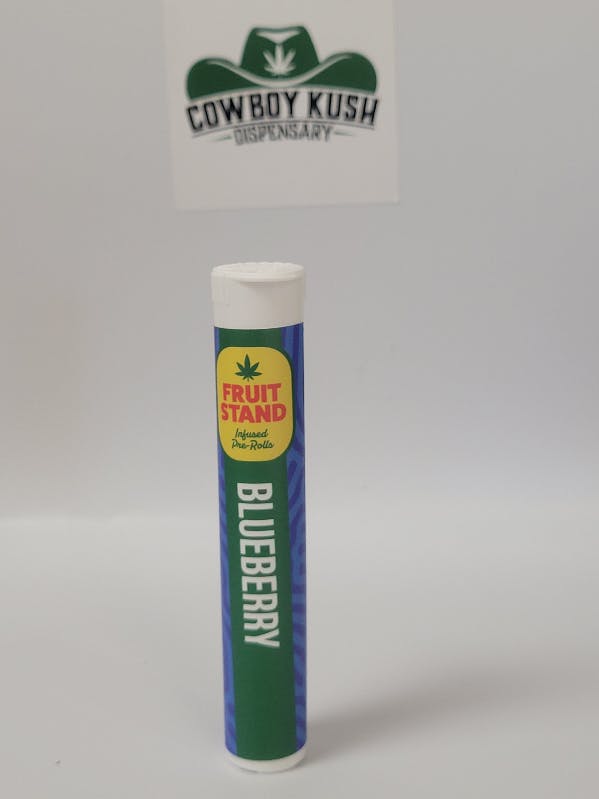 COWBOY KUSH
DISPENSARY
FRUIT
STAND
Infused
Pre-Rolls
BLUEBERRY